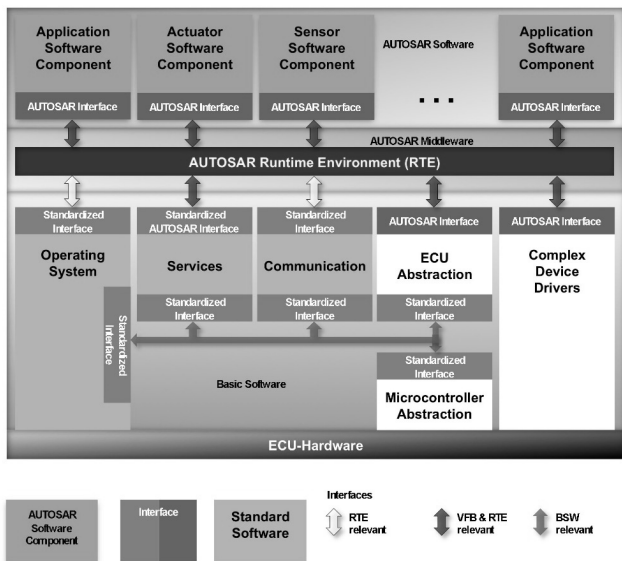 Application
Software
Component
Actuator
Software
Component
Sensor
Software
Component
AUTOSAR Software
Application
Software
Component
AUTOSAR Interface
AUTOSAR Interface
AUTOSAR Interface
...
AUTOSAR Interface
AUTOSAR Middleware
AUTOSAR Runtime Environment (RTE)
Standardized
Interface
Standardized
AUTOSAR Interface
Standardized
Interface
AUTOSAR Interface
AUTOSAR Interface
Operating
System
Services
Communication
ECU
Abstraction
Complex
Device
Drivers
Standardized
Interface
Standardized
Interface
Standardized
Interface
Standardized
Interface
Standardized
Interface
Basic Software
Microcontroller
Abstraction
ECU-Hardware
AUTOSAR
Software
Component
Interface
Standard
Software
Interfaces
RTE
relevant
VFB & RTE
relevant
BSW
relevant